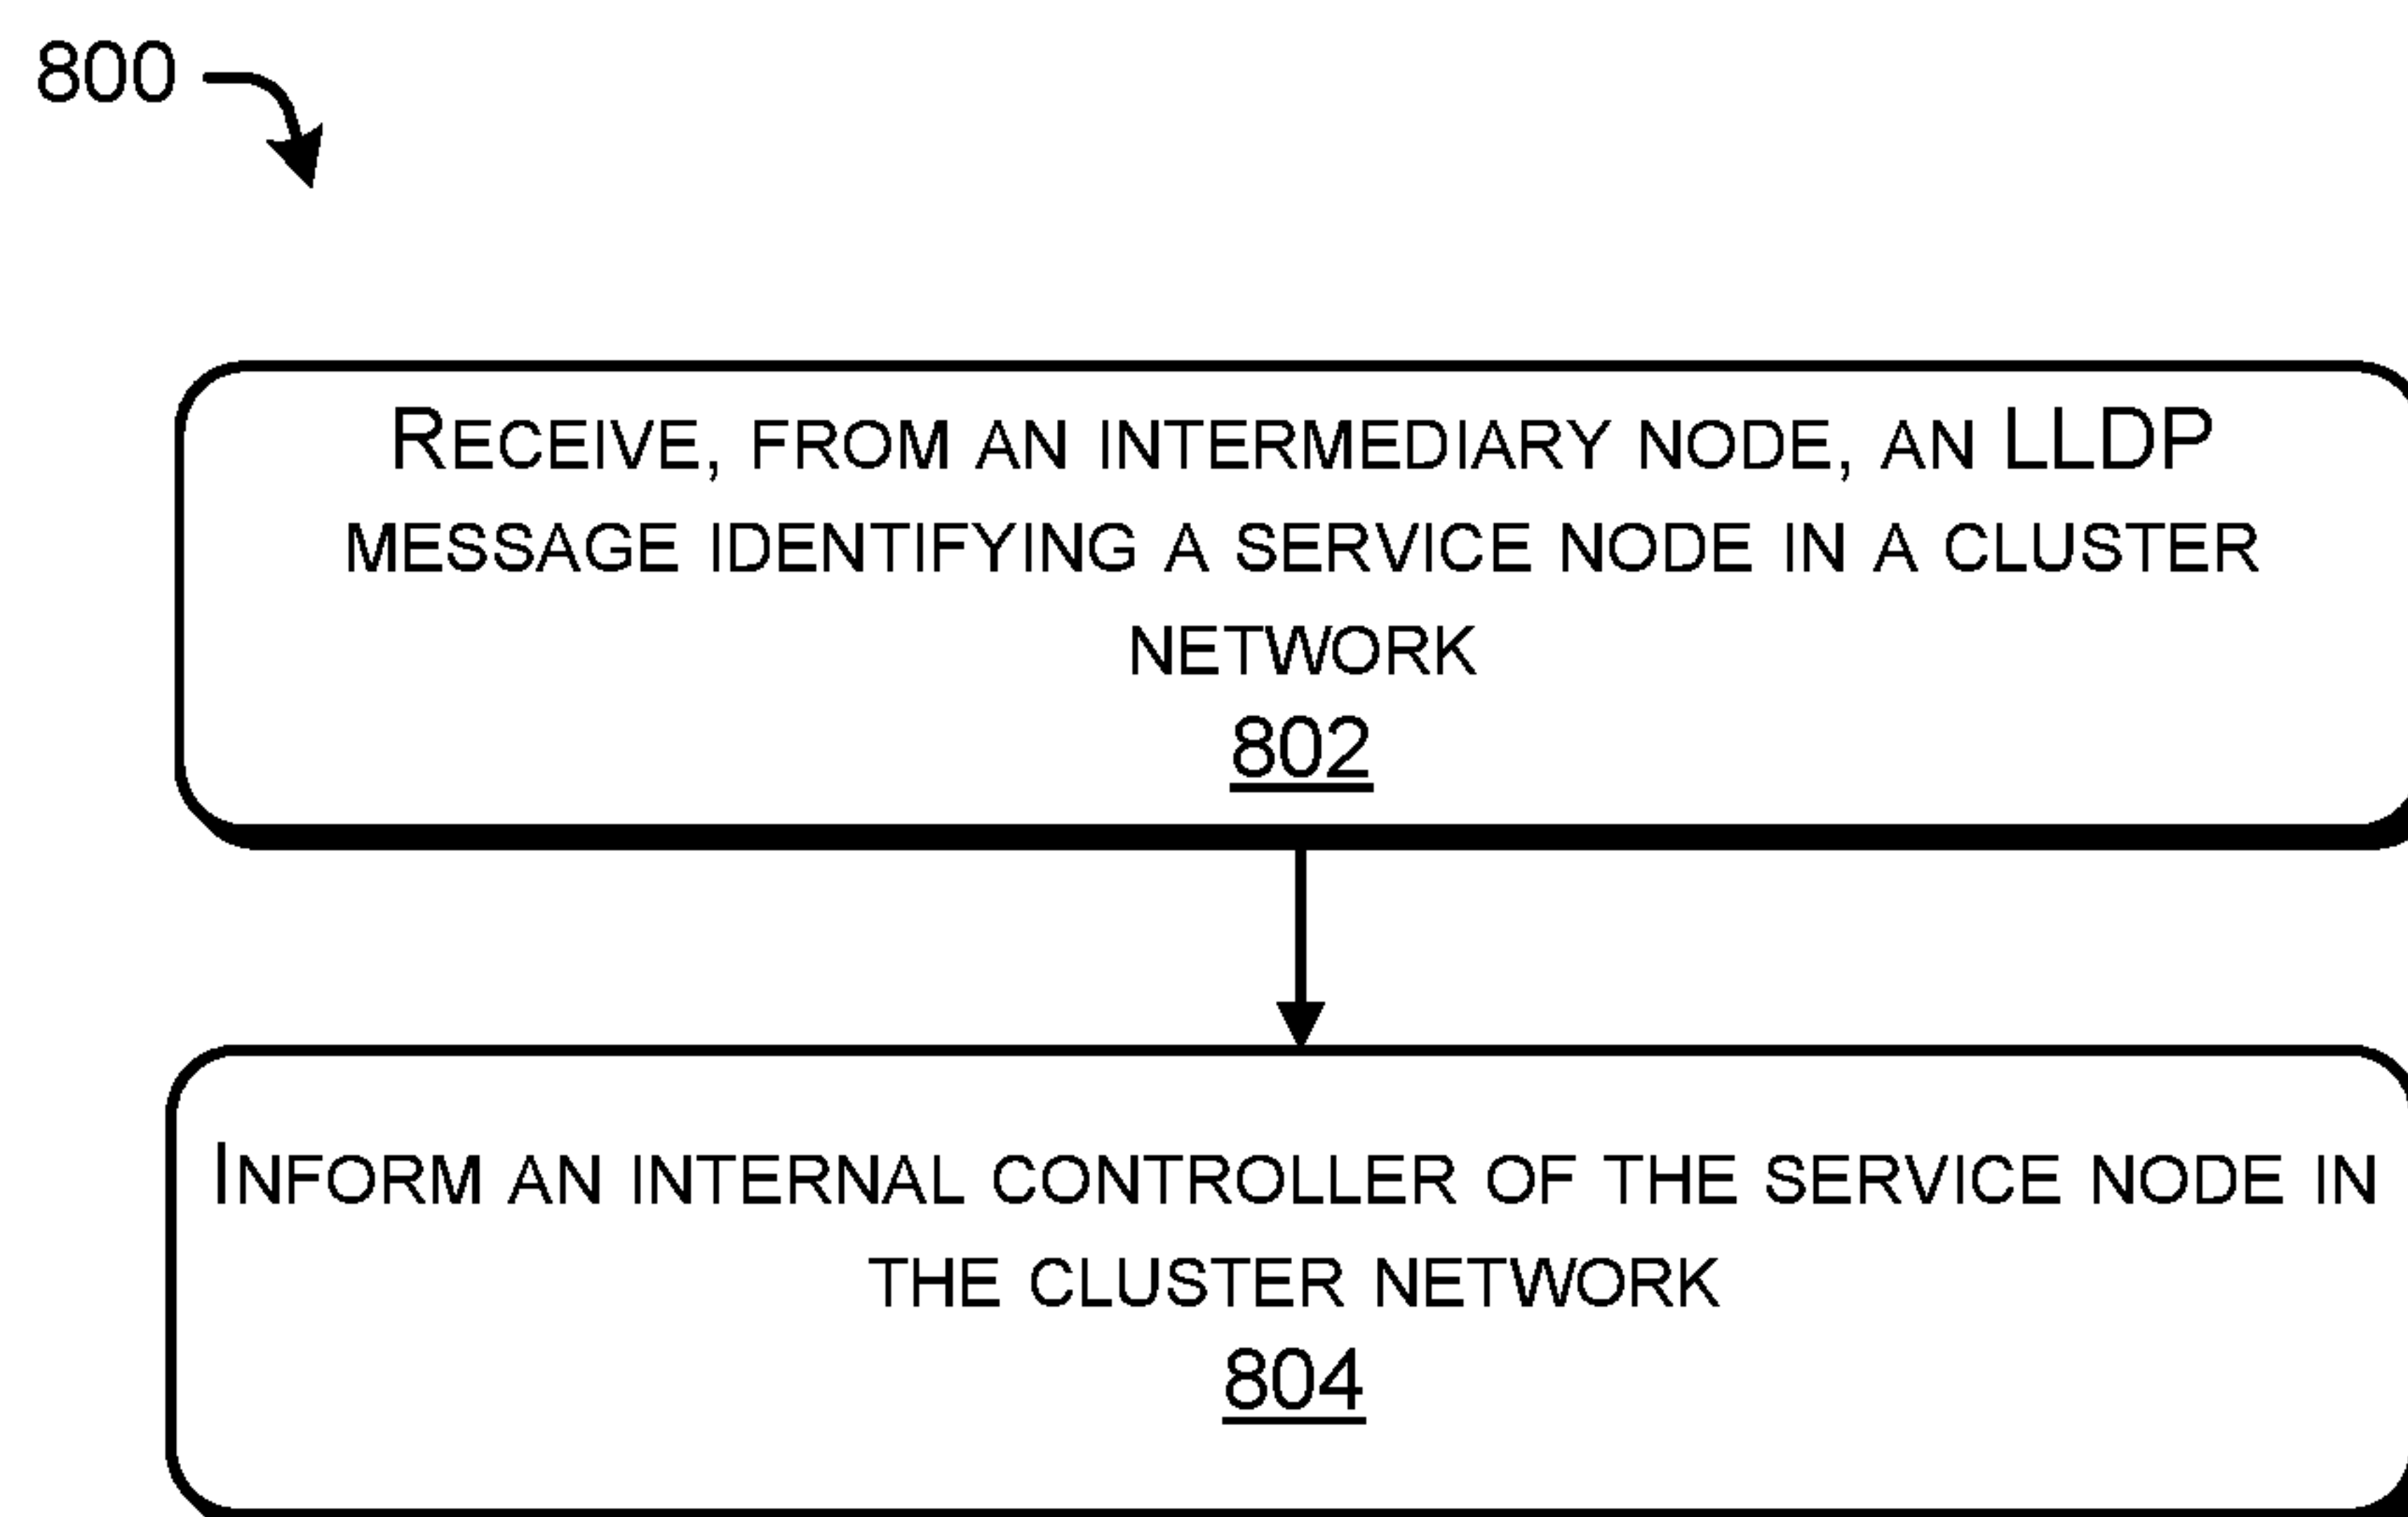 800
RECEIVE, FROM AN INTERMEDIARY NODE, AN LLDP
MESSAGE IDENTIFYING A SERVICE NODE IN A CLUSTER
NETWORK
802
INFORM AN INTERNAL CONTROLLER OF THE SERVICE NODE IN
THE CLUSTER NETWORK
804